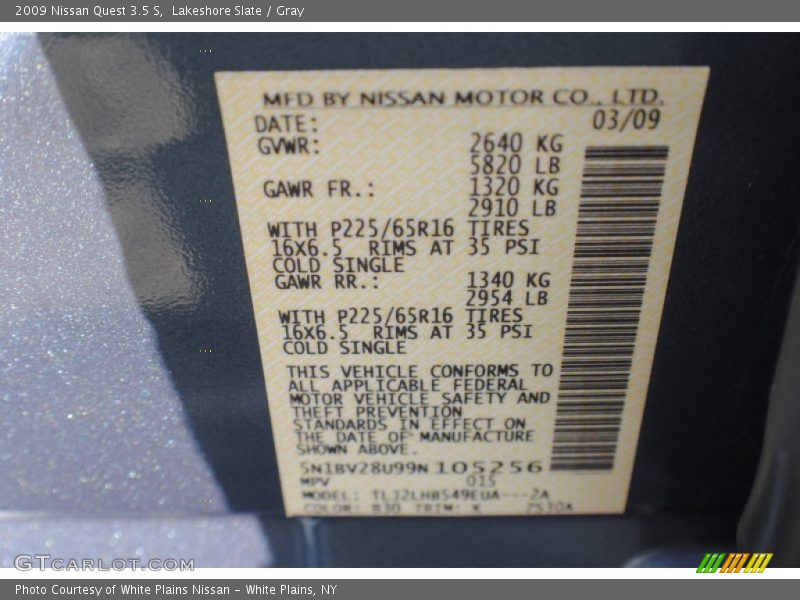 2009 Nissan Quest 3.5 S,  Lakeshore Slate / Gray
MFD BY NISSAN MOTOR CO., LTD.
DATE: 03/09
GVWR: 2640 KG
5820 LB
GAWR FR.: 1320 KG
2910 LB
WITH P225/65R16 TIRES
16X6.5 RIMS AT 35 PSI
COLD SINGLE
GAWR RR.: 1340 KG
2954 LB
WITH P225/65R16 TIRES
16X6.5 RIMS AT 35 PSI
COLD SINGLE
THIS VEHICLE CONFORMS TO
ALL APPLICABLE FEDERAL
MOTOR VEHICLE SAFETY AND
THEFT PREVENTION
STANDARDS IN EFFECT ON
THE DATE OF MANUFACTURE
SHOWN ABOVE.
5N1BV28U99N105256
MPV 015
MODEL: TLJ2LHB549EUA---2A
COLOR: B30 TRIM: K
GTCarLot.com
Photo Courtesy of White Plains Nissan - White Plains, NY